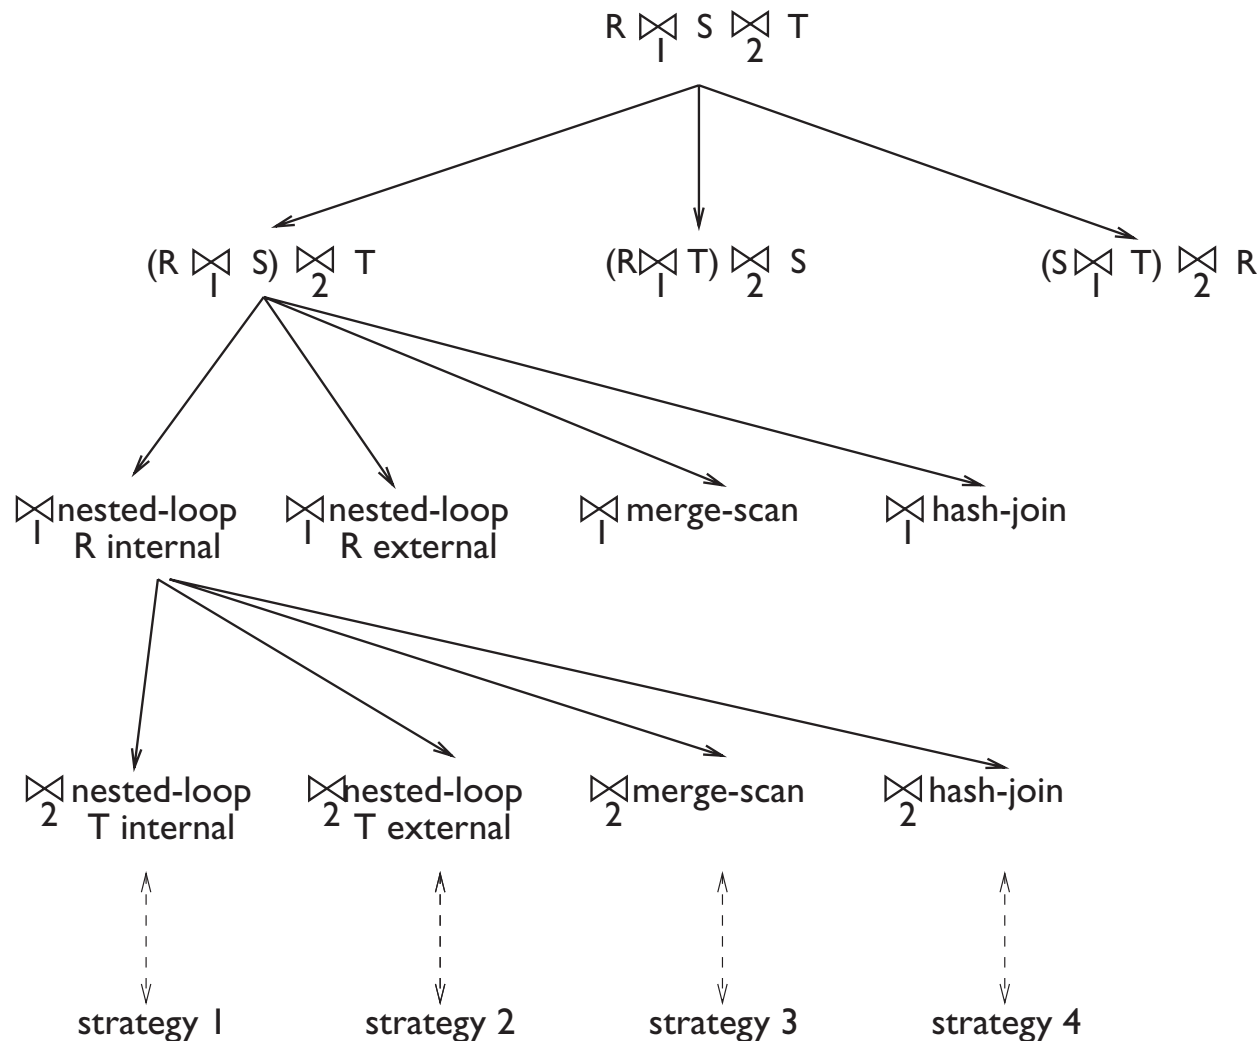 R ⋈1 S ⋈2 T
(R ⋈1 S) ⋈2 T
(R⋈1 T) ⋈2 S
(S⋈1 T) ⋈2 R
⋈1 nested-loop
R internal
⋈1 nested-loop
R external
⋈1 merge-scan
⋈1 hash-join
⋈2 nested-loop
T internal
⋈2 nested-loop
T external
⋈2 merge-scan
⋈2 hash-join
strategy 1
strategy 2
strategy 3
strategy 4